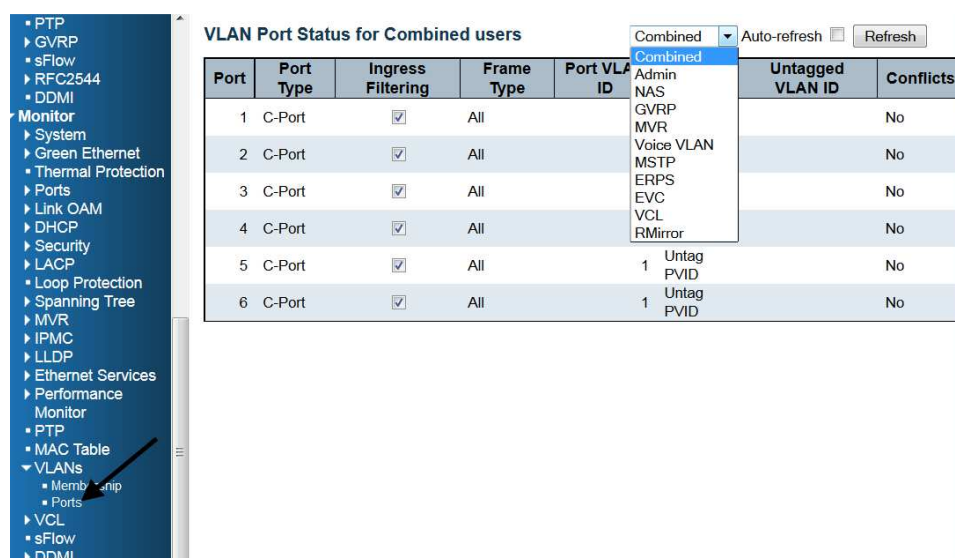 PTP
GVRP
sFlow
RFC2544
DDMI
Monitor
System
Green Ethernet
Thermal Protection
Ports
Link OAM
DHCP
Security
LACP
Loop Protection
Spanning Tree
MVR
IPMC
LLDP
Ethernet Services
Performance
Monitor
PTP
MAC Table
VLANs
Membership
Ports
VCL
sFlow
DDMI
VLAN Port Status for Combined users
Combined Auto-refresh Refresh
Combined
Admin
NAS
GVRP
MVR
Voice VLAN
MSTP
ERPS
EVC
VCL
RMirror
Port Port Type Ingress Filtering Frame Type Port ID Untagged VLAN ID Conflicts
1 C-Port All No
2 C-Port All No
3 C-Port All No
4 C-Port All No
5 C-Port All 1 Untag PVID No
6 C-Port All 1 Untag PVID No